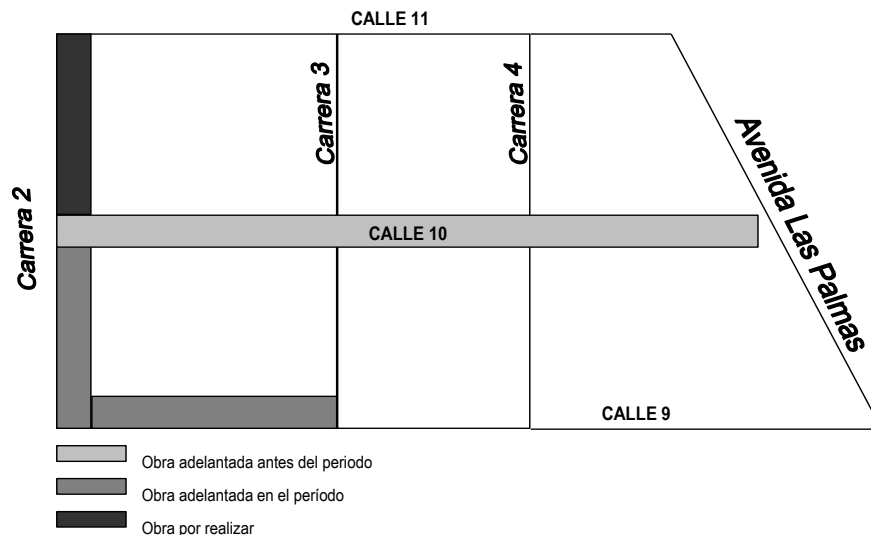 CALLE 11
Carrera 3
Carrera 4
Avenida Las Palmas
Carrera 2
CALLE 10
CALLE 9
Obra adelantada antes del periodo
Obra adelantada en el período
Obra por realizar